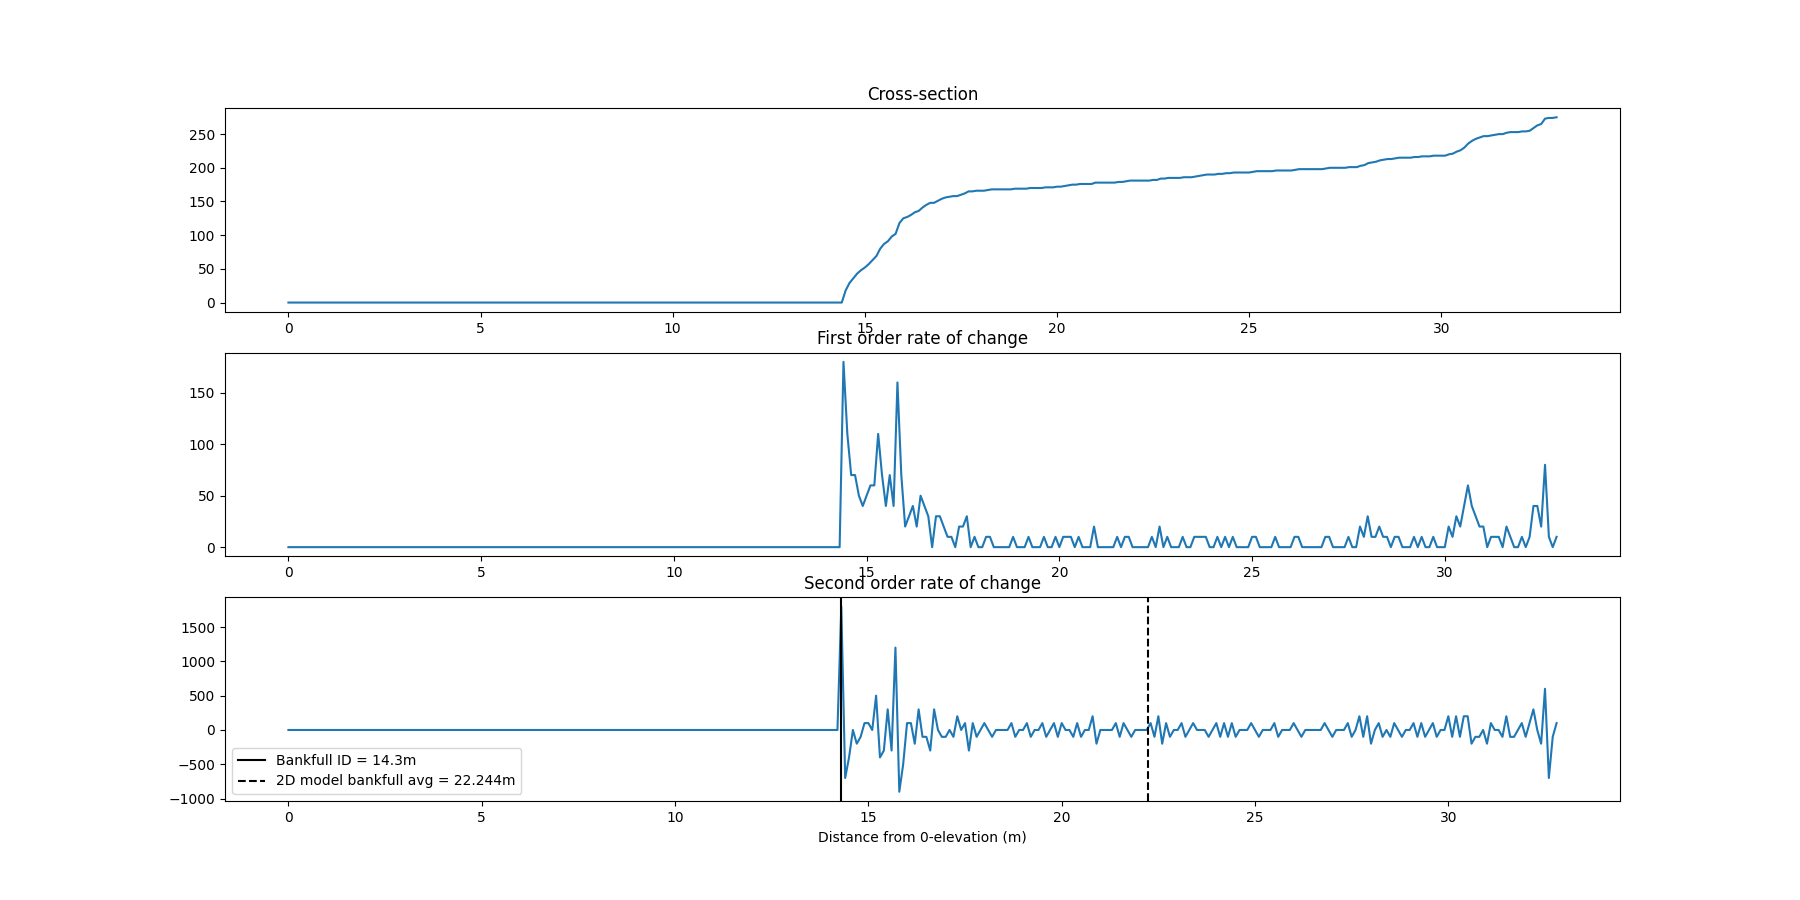 Cross-section
250
200
150
100
50
0
0 5 10 15 20 25 30
First order rate of change
150
100
50
0
0 5 10 15 20 25 30
Second order rate of change
1500
1000
500
0
−500
−1000
Bankfull ID = 14.3m
2D model bankfull avg = 22.244m
0 5 10 15 20 25 30
Distance from 0-elevation (m)